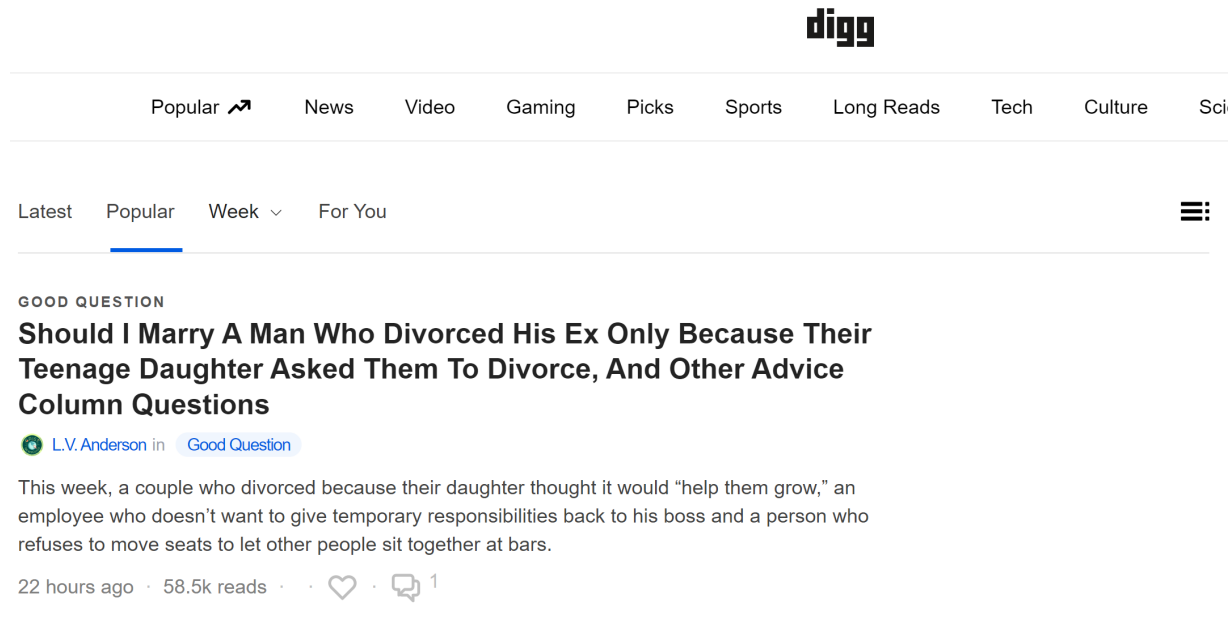 digg
Popular News Video Gaming Picks Sports Long Reads Tech Culture
Latest Popular Week For You
GOOD QUESTION
Should I Marry A Man Who Divorced His Ex Only Because Their
Teenage Daughter Asked Them To Divorce, And Other Advice
Column Questions
L.V. Anderson in Good Question
This week, a couple who divorced because their daughter thought it would “help them grow,” an
employee who doesn’t want to give temporary responsibilities back to his boss and a person who
refuses to move seats to let other people sit together at bars.
22 hours ago · 58.5k reads · · · 1